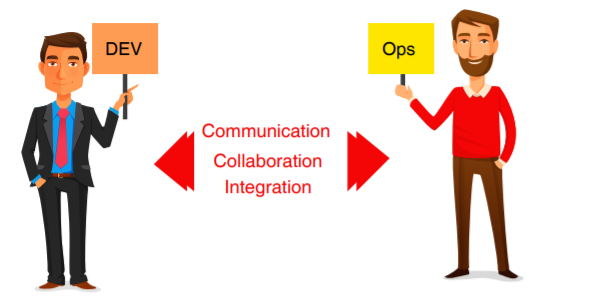 DEV
Ops
Communication
Collaboration
Integration